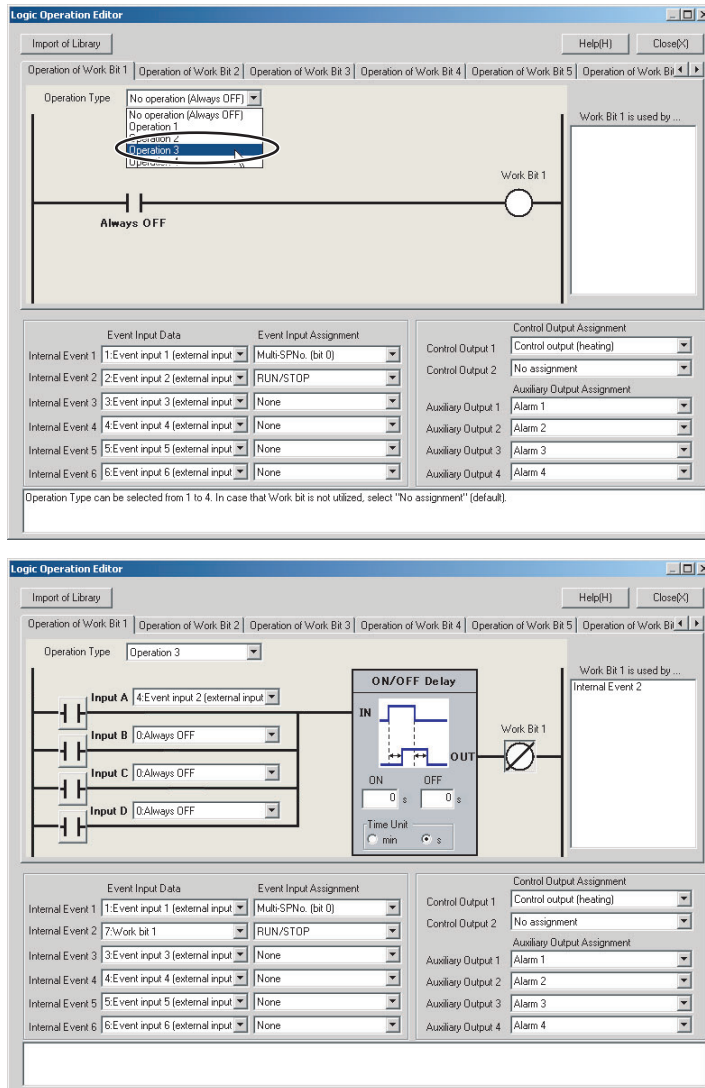 Logic Operation Editor
Import of Library Help(H) Close(X)
Operation of Work Bit 1 Operation of Work Bit 2 Operation of Work Bit 3 Operation of Work Bit 4 Operation of Work Bit 5 Operation of Work Bit
Operation Type No operation (Always OFF)
No operation (Always OFF)
Operation 1
Operation 2
Operation 3
Work Bit 1 is used by ...
Work Bit 1
Always OFF
Event Input Data Event Input Assignment
Internal Event 1 1:Event input 1 (external input Multi-SPNo. (bit 0)
Internal Event 2 2:Event input 2 (external input RUN/STOP
Internal Event 3 3:Event input 3 (external input None
Internal Event 4 4:Event input 4 (external input None
Internal Event 5 5:Event input 5 (external input None
Internal Event 6 6:Event input 6 (external input None
Control Output Assignment
Control Output 1 Control output (heating)
Control Output 2 No assignment
Auxiliary Output Assignment
Auxiliary Output 1 Alarm 1
Auxiliary Output 2 Alarm 2
Auxiliary Output 3 Alarm 3
Auxiliary Output 4 Alarm 4
Operation Type can be selected from 1 to 4. In case that Work bit is not utilized, select "No assignment" (default).
Logic Operation Editor
Import of Library Help(H) Close(X)
Operation of Work Bit 1 Operation of Work Bit 2 Operation of Work Bit 3 Operation of Work Bit 4 Operation of Work Bit 5 Operation of Work Bit
Operation Type Operation 3
Input A 4:Event input 2 (external input
Input B 0:Always OFF
Input C 0:Always OFF
Input D 0:Always OFF
ON/OFF Delay
IN
OUT
ON OFF
0 s 0 s
Time Unit
min s
Work Bit 1
Work Bit 1 is used by ...
Internal Event 2
Event Input Data Event Input Assignment
Internal Event 1 1:Event input 1 (external input Multi-SPNo. (bit 0)
Internal Event 2 7:Work bit 1 RUN/STOP
Internal Event 3 3:Event input 3 (external input None
Internal Event 4 4:Event input 4 (external input None
Internal Event 5 5:Event input 5 (external input None
Internal Event 6 6:Event input 6 (external input None
Control Output Assignment
Control Output 1 Control output (heating)
Control Output 2 No assignment
Auxiliary Output Assignment
Auxiliary Output 1 Alarm 1
Auxiliary Output 2 Alarm 2
Auxiliary Output 3 Alarm 3
Auxiliary Output 4 Alarm 4